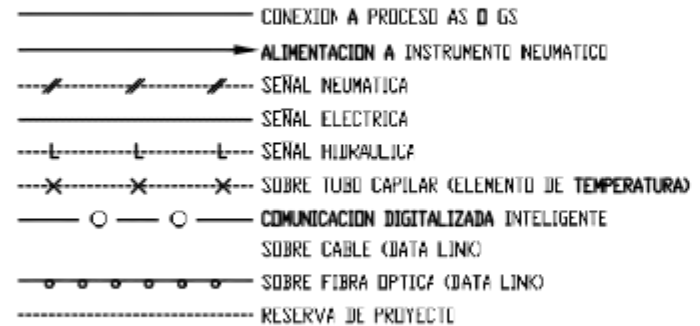 CONEXION A PROCESO AS O GS
ALIMENTACION A INSTRUMENTO NEUMATICO
SEÑAL NEUMATICA
SEÑAL ELECTRICA
SEÑAL HIDRAULICA
SOBRE TUBO CAPILAR (ELEMENTO DE TEMPERATURA)
COMUNICACION DIGITALIZADA INTELIGENTE
SOBRE CABLE (DATA LINK)
SOBRE FIBRA OPTICA (DATA LINK)
RESERVA DE PROYECTO